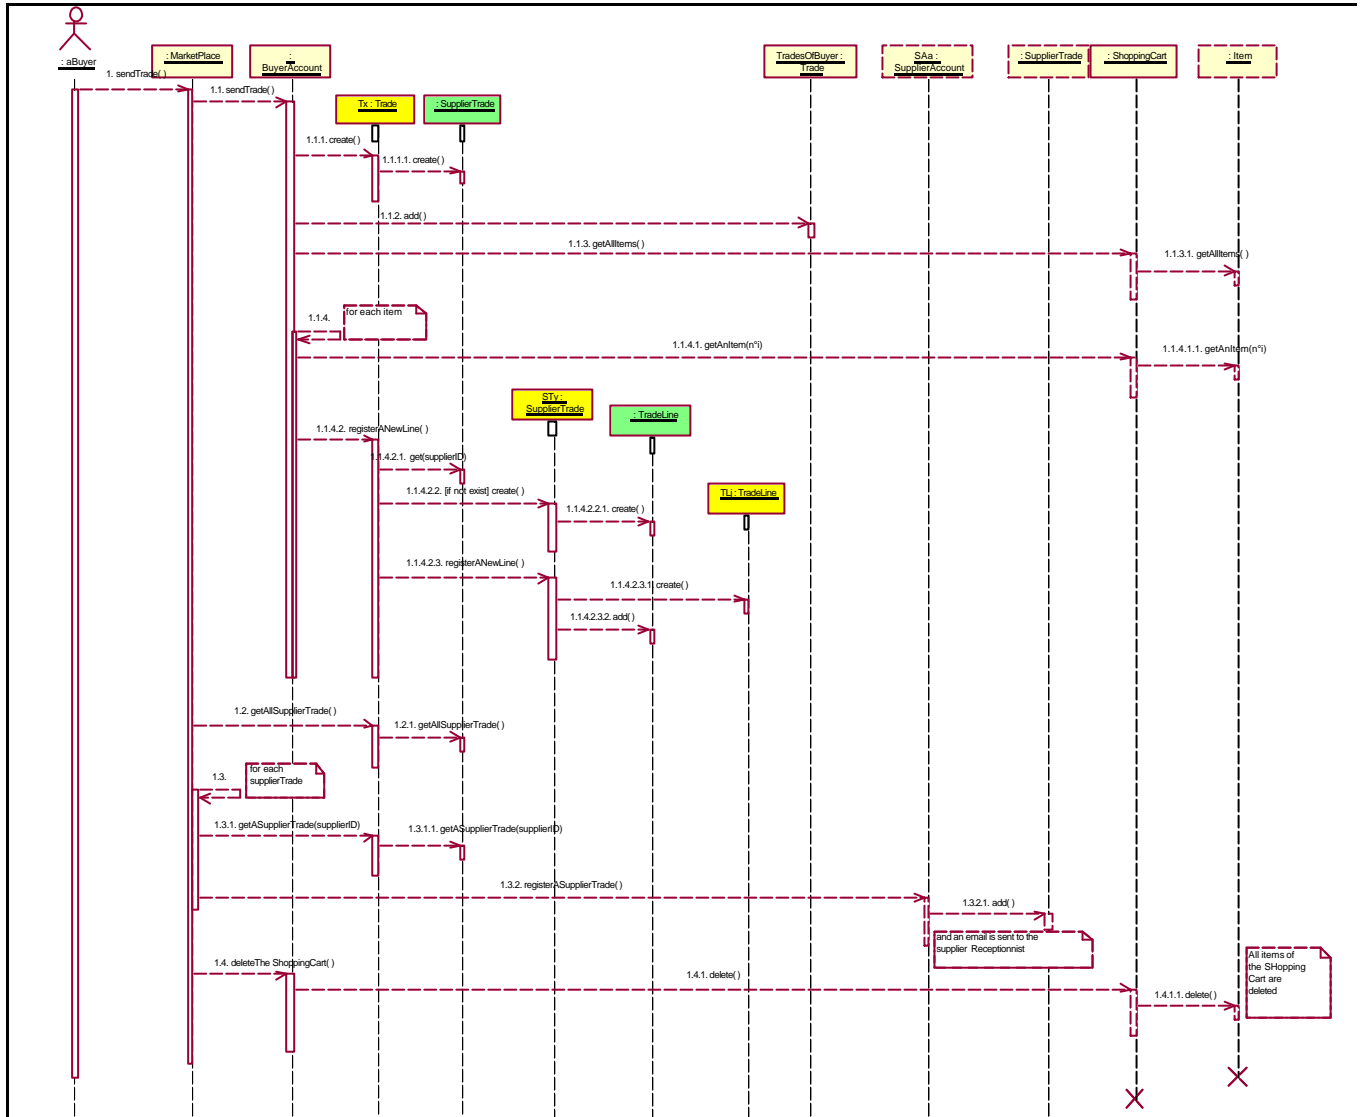 : aBuyer
: MarketPlace
:
BuyerAccount
TradesOfBuyer :
Trade
SAa :
SupplierAccount
: SupplierTrade
: ShoppingCart
: Item
1. sendTrade( )
1.1. sendTrade( )
Tx : Trade
: SupplierTrade
1.1.1. create( )
1.1.1.1. create( )
1.1.2. add( )
1.1.3. getAllItems( )
1.1.3.1. getAllItems( )
1.1.4.
for each item
1.1.4.1. getAnItem(n°i)
1.1.4.1.1. getAnItem(n°i)
STy :
SupplierTrade
: TradeLine
1.1.4.2. registerANewLine( )
1.1.4.2.1. get(supplierID)
1.1.4.2.2. [if not exist] create( )
TLj : TradeLine
1.1.4.2.2.1. create( )
1.1.4.2.3. registerANewLine( )
1.1.4.2.3.1. create( )
1.1.4.2.3.2. add( )
1.2. getAllSupplierTrade( )
1.2.1. getAllSupplierTrade( )
1.3.
for each
supplierTrade
1.3.1. getASupplierTrade(supplierID)
1.3.1.1. getASupplierTrade(supplierID)
1.3.2. registerASupplierTrade( )
1.3.2.1. add( )
and an email is sent to the
supplier Receptionnist
1.4. deleteThe ShoppingCart( )
1.4.1. delete( )
1.4.1.1. delete( )
All items of
the SHopping
Cart are
deleted